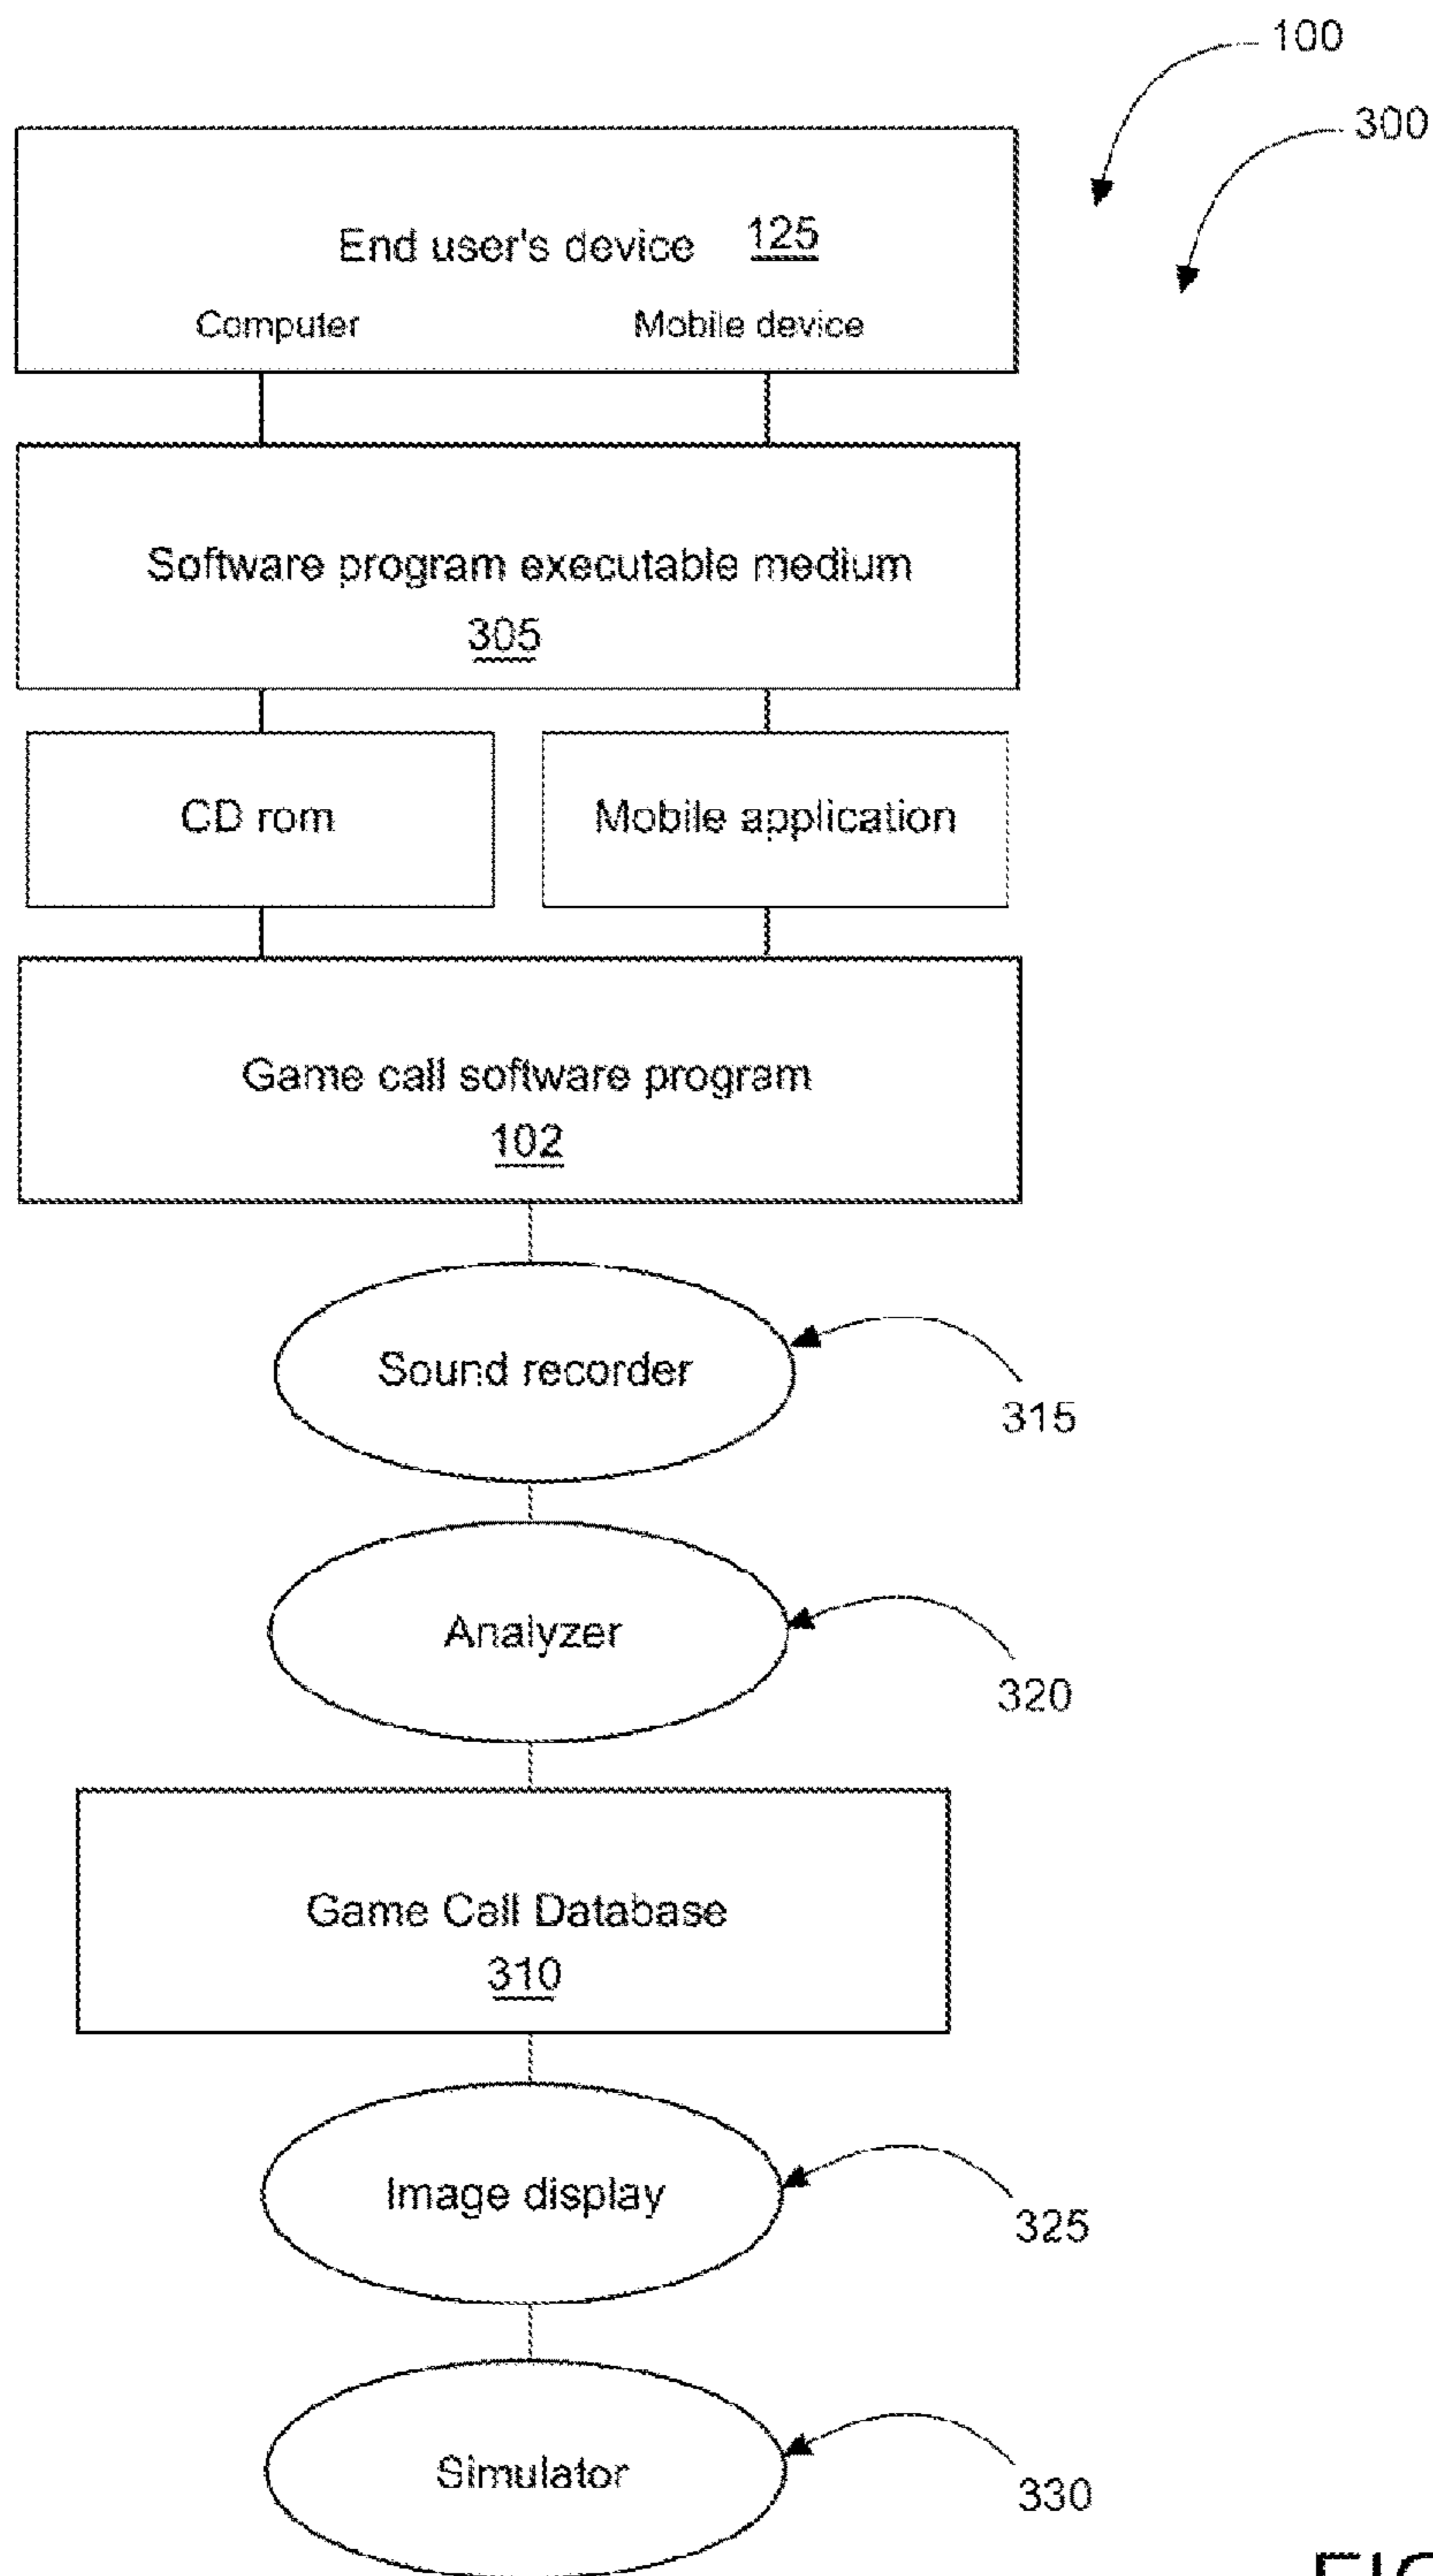 100
300
End user's device 125
Computer Mobile device
Software program executable medium
305
CD rom Mobile application
Game call software program
102
Sound recorder
315
Analyzer
320
Game Call Database
310
Image display
325
Simulator
330